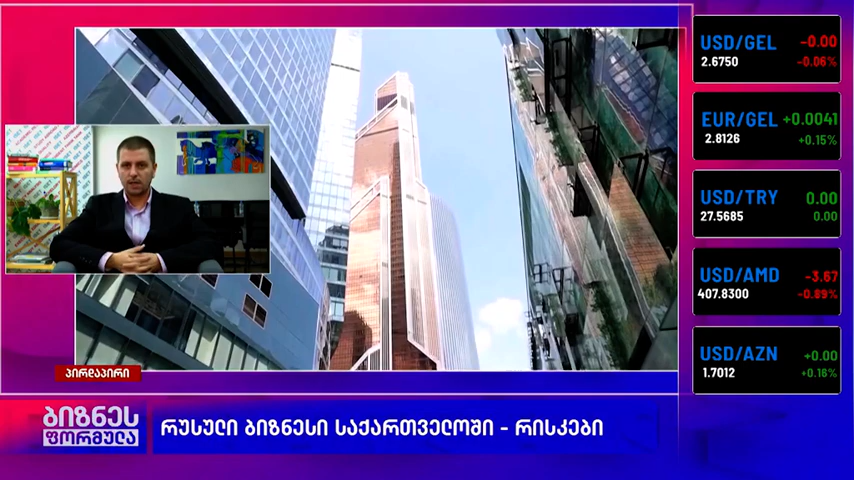 USD/GEL -0.00
2.6750 -0.06%
EUR/GEL +0.0041
2.8126 +0.15%
USD/TRY 0.00
27.5685 0.00
USD/AMD -3.67
407.8300 -0.89%
USD/AZN +0.00
1.7012 +0.16%
ISET
პირდაპირი
ბიზნეს
ფორმულა
რუსული ბიზნესი საქართველოში - რისკები